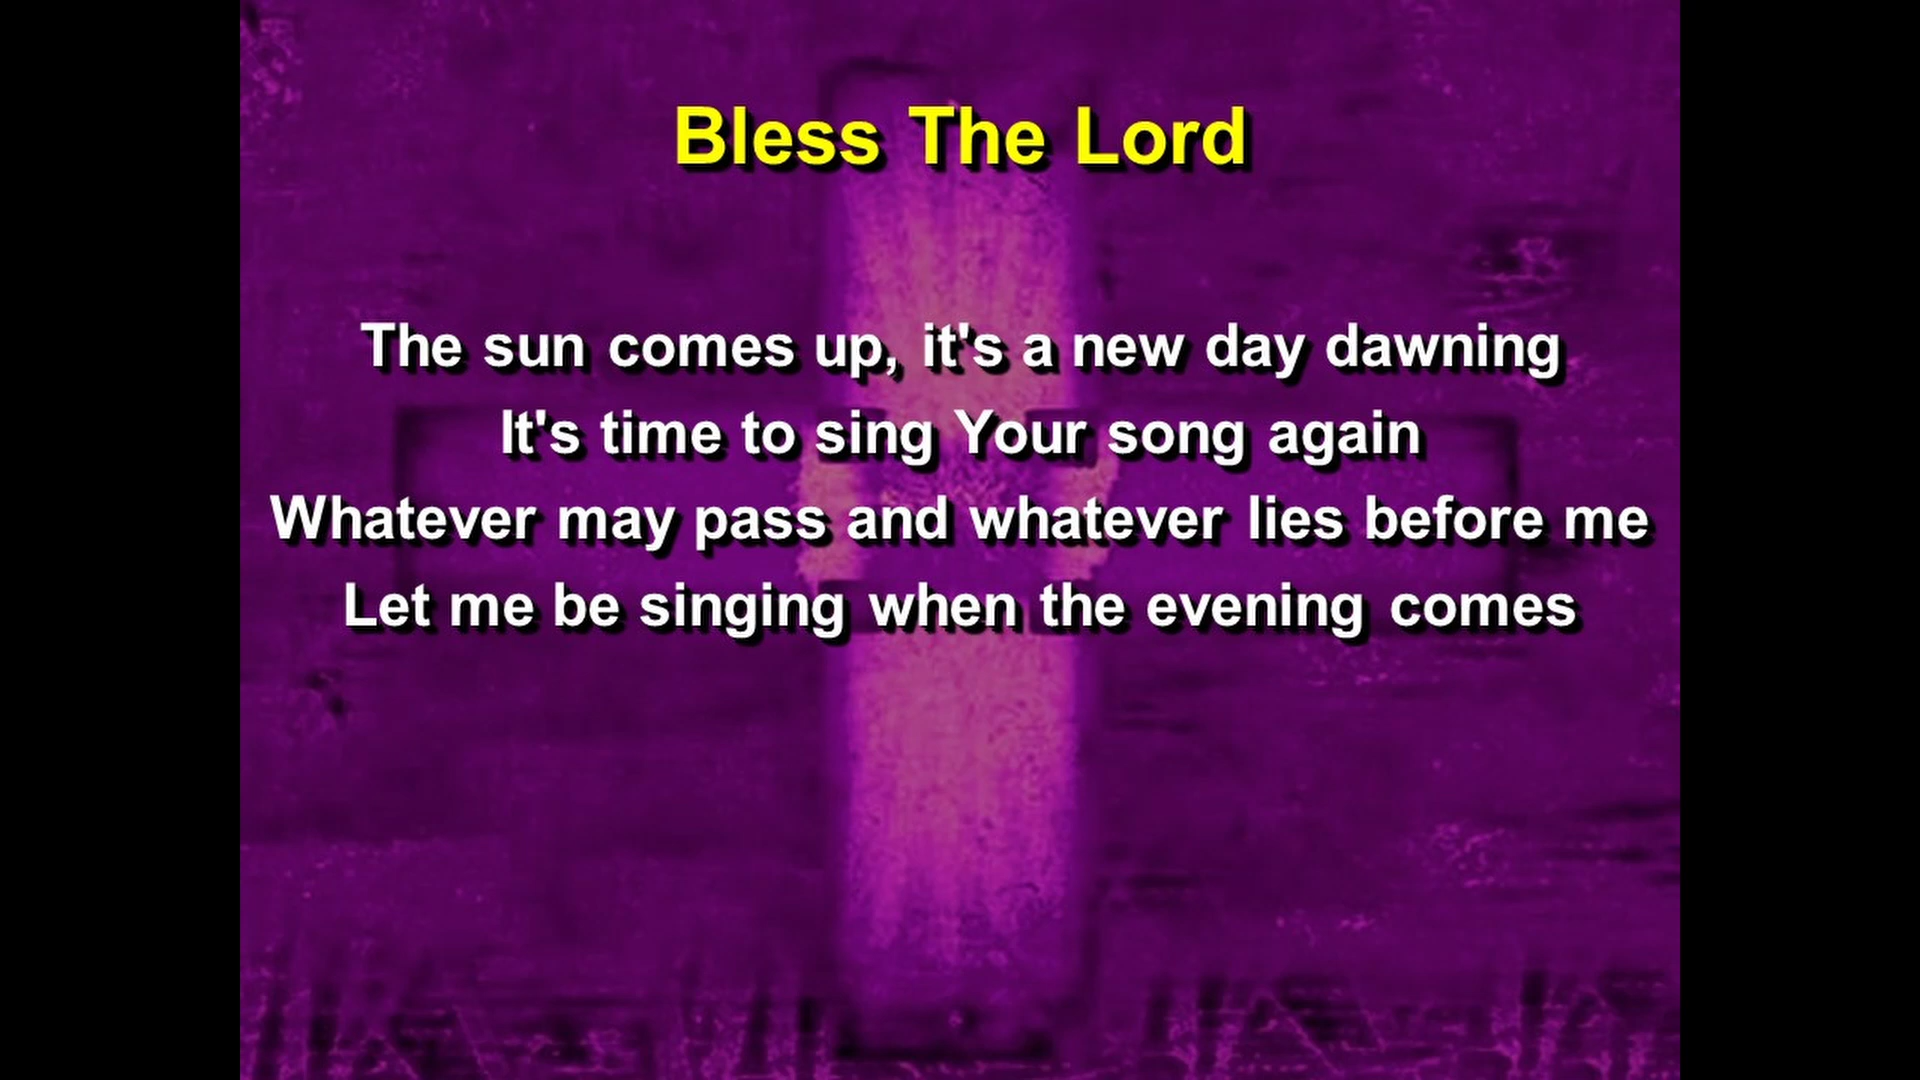 Bless The Lord
The sun comes up, it's a new day dawning
It's time to sing Your song again
Whatever may pass and whatever lies before me
Let me be singing when the evening comes